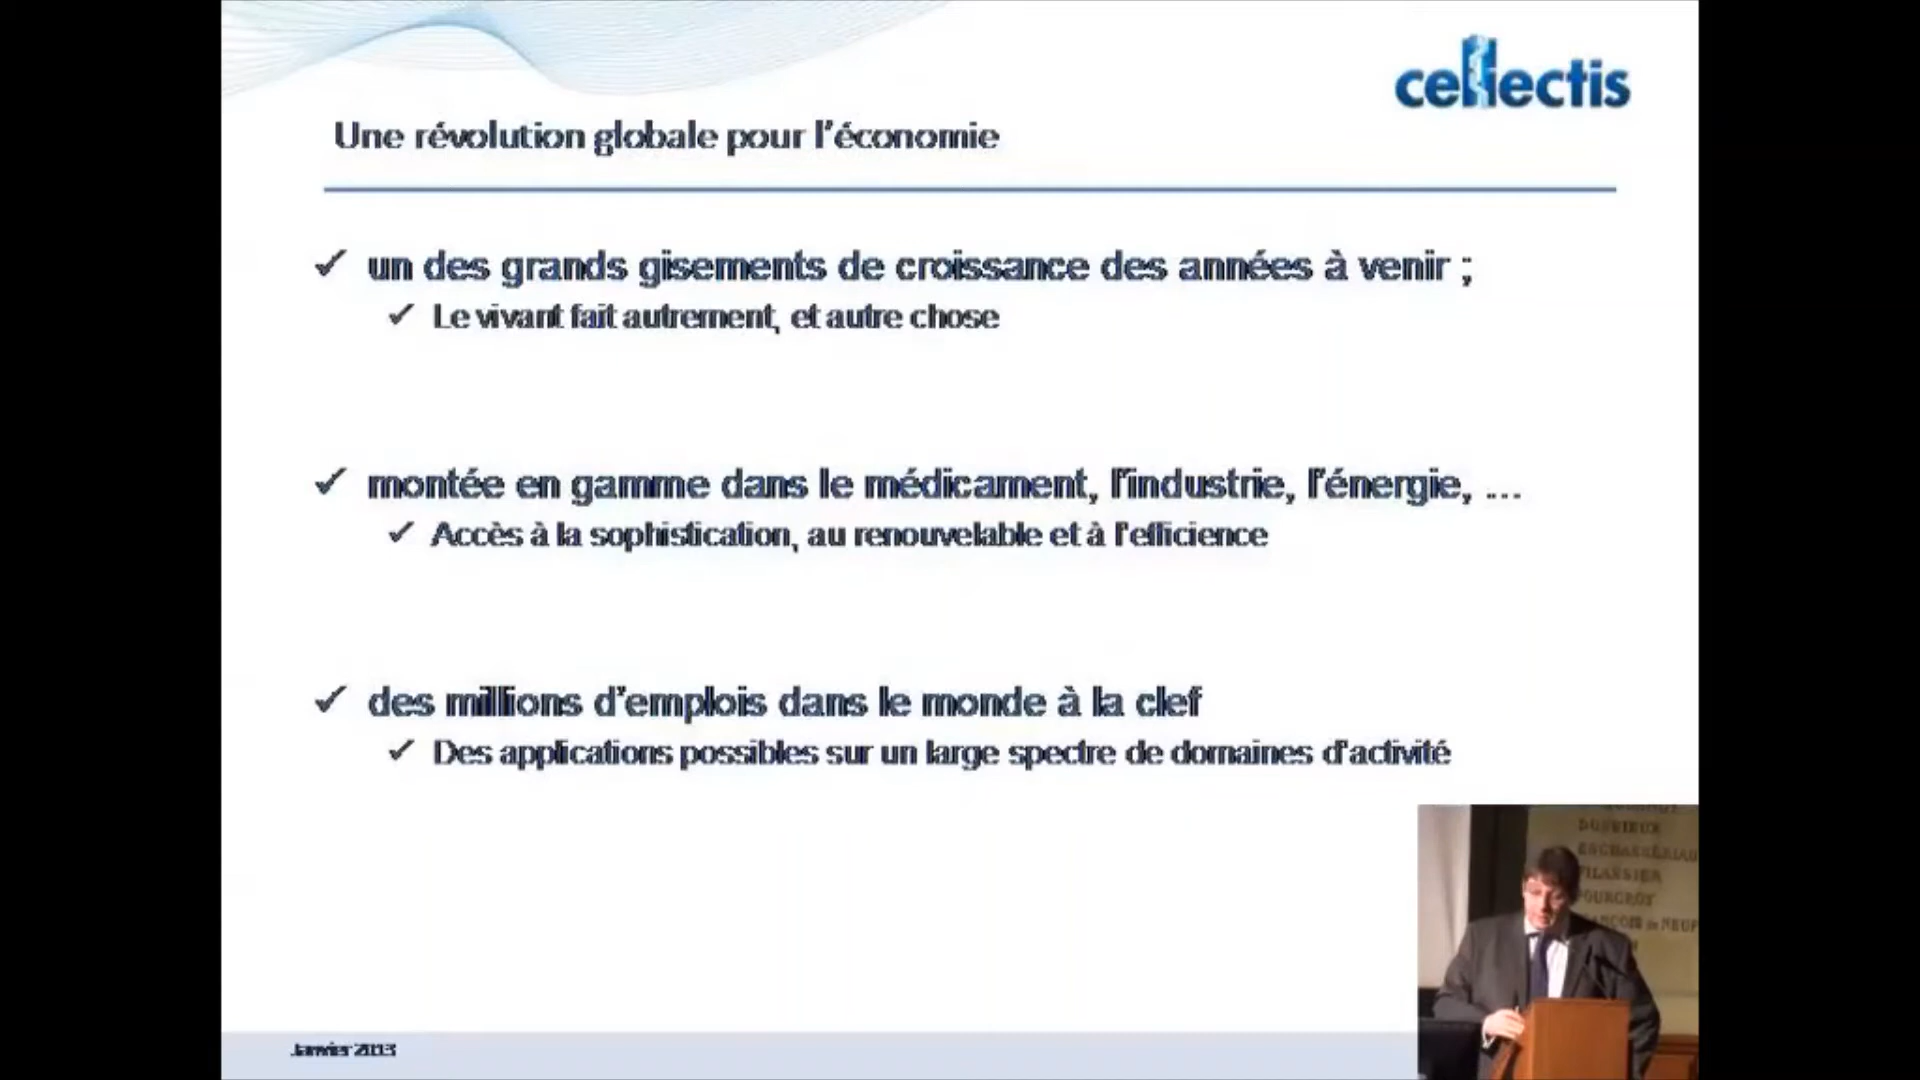 cellectis
Une révolution globale pour l'économie
✓ un des grands gisements de croissance des années à venir ;
✓ Le vivant fait autrement, et autre chose
✓ montée en gamme dans le médicament, l'industrie, l'énergie, ...
✓ Accès à la sophistication, au renouvelable et à l'efficience
✓ des millions d'emplois dans le monde à la clef
✓ Des applications possibles sur un large spectre de domaines d'activité
FOURCROY
Janvier 2013